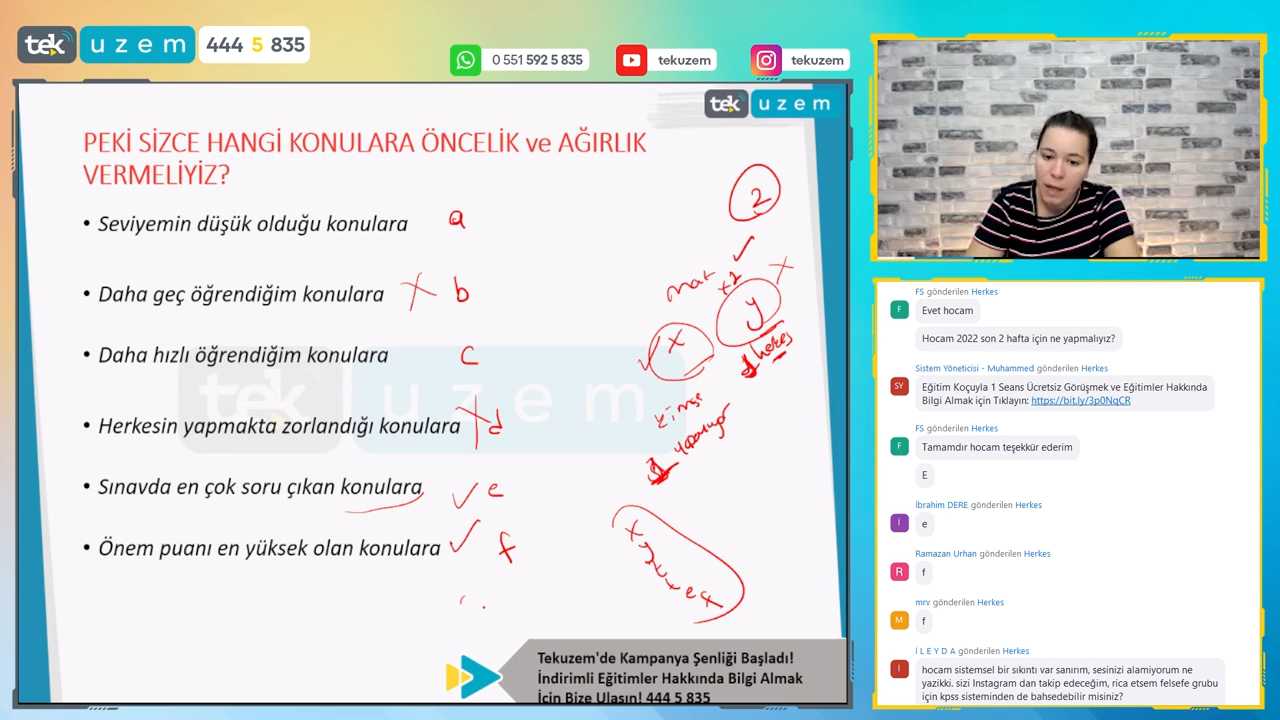 tek uzem 444 5 835
0 551 592 5 835
tekuzem
tekuzem
tek uzem
PEKİ SİZCE HANGİ KONULARA ÖNCELİK ve AĞIRLIK
VERMELİYİZ?
• Seviyemin düşük olduğu konulara a
• Daha geç öğrendiğim konulara b
• Daha hızlı öğrendiğim konulara c
• Herkesin yapmakta zorlandığı konulara d
• Sınavda en çok soru çıkan konulara e
• Önem puanı en yüksek olan konulara f
2
mat x2
x y
herkes
tek uzem
Tekuzem'de Kampanya Şenliği Başladı!
İndirimli Eğitimler Hakkında Bilgi Almak
İçin Bize Ulaşın! 444 5 835
FS gönderilen Herkes
F
Evet hocam
Hocam 2022 son 2 hafta için ne yapmalıyız?
Sistem Yöneticisi - Muhammed gönderilen Herkes
SY
Eğitim Koçuyla 1 Seans Ücretsiz Görüşmek ve Eğitimler Hakkında
Bilgi Almak için Tıklayın: https://bit.ly/3p0NqCR
FS gönderilen Herkes
F
Tamamdır hocam teşekkür ederim
E
İbrahim DERE gönderilen Herkes
İ
e
Ramazan Urhan gönderilen Herkes
R
f
mrv gönderilen Herkes
M
f
İ L E Y D A gönderilen Herkes
İ
hocam sistemsel bir sıkıntı var sanırım, sesinizi alamiyorum ne
yazikki. sizi Instagram dan takip edeceğim, rica etsem felsefe grubu
için kpss sisteminden de bahsedebilir misiniz?